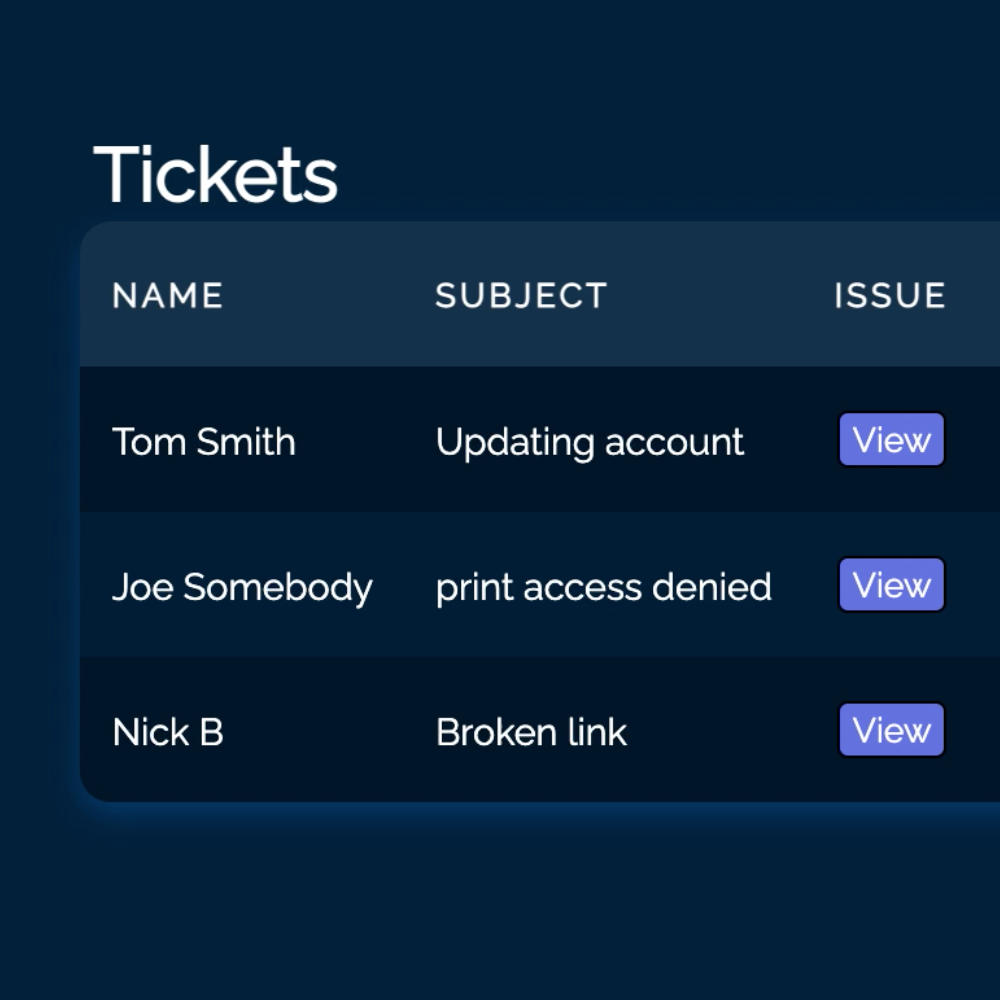 Tickets
NAME SUBJECT ISSUE
Tom Smith Updating account View
Joe Somebody print access denied View
Nick B Broken link View